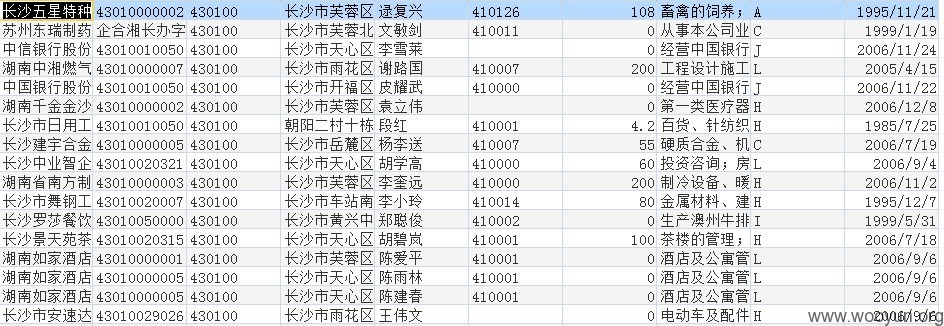 长沙五星特种 43010000002 430100 长沙市芙蓉区 逯复兴 410126 108 畜禽的饲养; A 1995/11/21
苏州东瑞制药 企合湘长办字 430100 长沙市芙蓉北 文敏剑 410011 0 从事本公司业 C 1999/1/19
中信银行股份 43010010050 430100 长沙市天心区 李雪莱 0 经营中国银行 J 2006/11/24
湖南中湘燃气 43010000007 430100 长沙市雨花区 谢路国 410007 200 工程设计施工 L 2005/4/15
中国银行股份 43010010050 430100 长沙市开福区 皮耀武 410000 0 经营中国银行 J 2006/11/22
湖南千金金沙 43010000002 430100 长沙市芙蓉区 袁立伟 0 第一类医疗器 H 2006/12/8
长沙市日用工 43010010050 430100 朝阳二村十栋 段红 410001 4.2 百货、针纺织 H 1985/7/25
长沙建宇合金 43010020007 430100 长沙市岳麓区 杨李送 410007 55 硬质合金、机 C 2006/7/19
长沙中业智企 43010020321 430100 长沙市天心区 胡学高 410000 60 投资咨询;房 L 2006/9/4
湖南省南方制 43010000003 430100 长沙市芙蓉区 李奎远 410000 200 制冷设备、暖 H 2006/11/2
长沙市舞钢工 43010020007 430100 长沙市车站南 李小玲 410014 80 金属材料、建 H 1995/12/7
长沙罗莎餐饮 43010050000 430100 长沙市黄兴中 郑聪俊 410002 0 生产澳州牛排 I 1999/5/31
长沙景天苑茶 43010020315 430100 长沙市天心区 胡碧岚 410001 100 茶楼的管理; H 2006/7/18
湖南如家酒店 43010000001 430100 长沙市芙蓉区 陈爱平 410001 0 酒店及公寓管 L 2006/9/6
湖南如家酒店 43010000005 430100 长沙市天心区 陈雨林 410001 0 酒店及公寓管 L 2006/9/6
湖南如家酒店 43010000005 430100 长沙市芙蓉区 陈建春 410001 0 酒店及公寓管 L 2006/9/6
长沙市安速达 43010029026 430100 长沙市雨花区 王伟文 0 电动车及配件 H 2006/9/6
www.wooyun.org